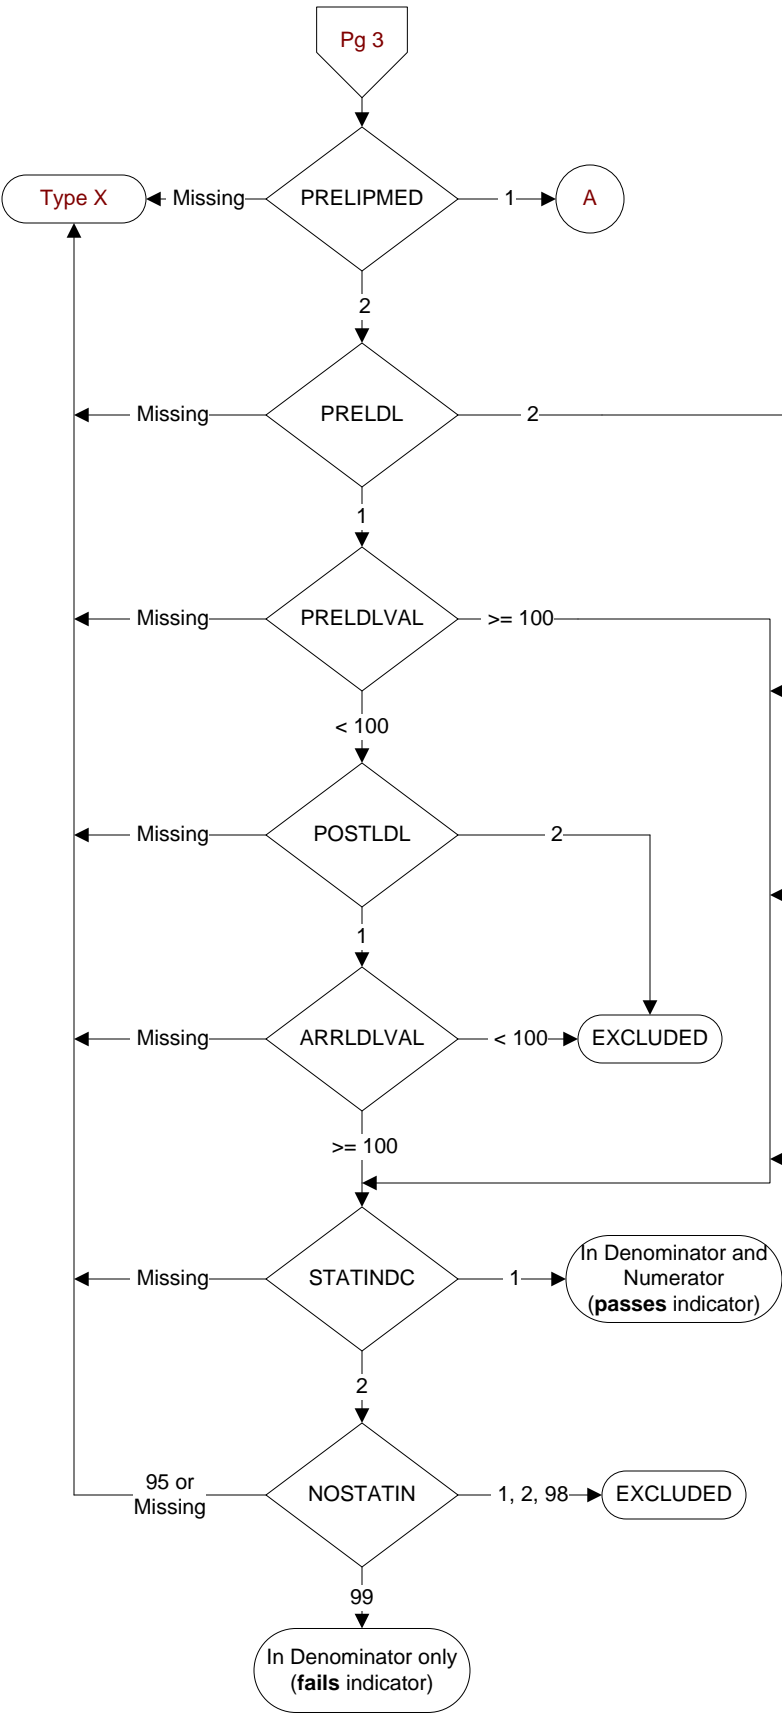 Pg 3
Type X
Missing
PRELIPMED
1
A
2
Missing
PRELDL
2
1
Missing
PRELDLVAL
>= 100
< 100
Missing
POSTLDL
2
1
Missing
ARRLDLVAL
< 100
EXCLUDED
>= 100
Missing
STATINDC
1
In Denominator and
Numerator
(passes indicator)
2
95 or
Missing
NOSTATIN
1, 2, 98
EXCLUDED
99
In Denominator only
(fails indicator)